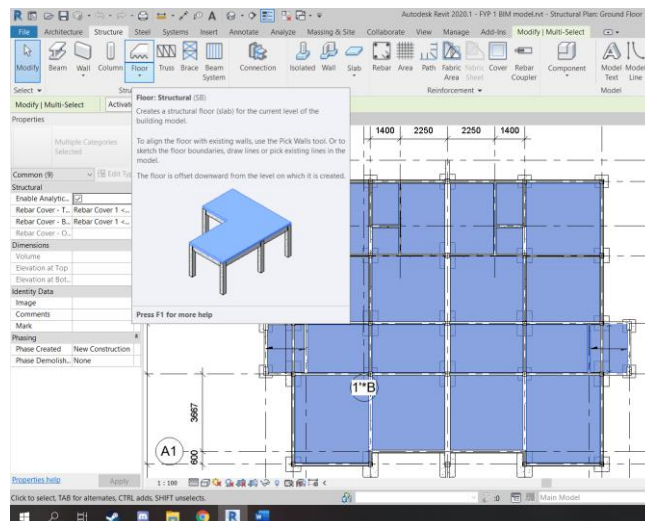 Autodesk Revit 2020.1 - FYP 1 BIM model.rvt - Structural Plan: Ground Floor
File Architecture Structure Steel Systems Insert Annotate Analyze Massing & Site Collaborate View Manage Add-Ins Modify | Multi-Select
Modify Beam Wall Column Floor Truss Brace Beam System Connection Isolated Wall Slab Rebar Area Path Fabric Area Fabric Sheet Cover Rebar Coupler Component Model Text Model Line
Select Reinforcement Model
Modify | Multi-Select
Floor: Structural (SB)
Creates a structural floor (slab) for the current level of the
building model.
To align the floor with existing walls, use the Pick Walls tool. Or to
sketch the floor boundaries, draw lines or pick existing lines in the
model.
The floor is offset downward from the level on which it is created.
Press F1 for more help
Properties
Multiple Categories
Selected
Common (9)
Structural
Enable Analytic...
Rebar Cover - T... Rebar Cover 1 <...
Rebar Cover - B... Rebar Cover 1 <...
Rebar Cover - O...
Dimensions
Volume
Elevation at Top
Elevation at Bot...
Identity Data
Image
Comments
Mark
Phasing
Phase Created New Construction
Phase Demolish... None
Properties help Apply
1400 2250 2250 1400
1'*B
3667
A1
600
1 : 100
Click to select, TAB for alternates, CTRL adds, SHIFT unselects.
:0 Main Model